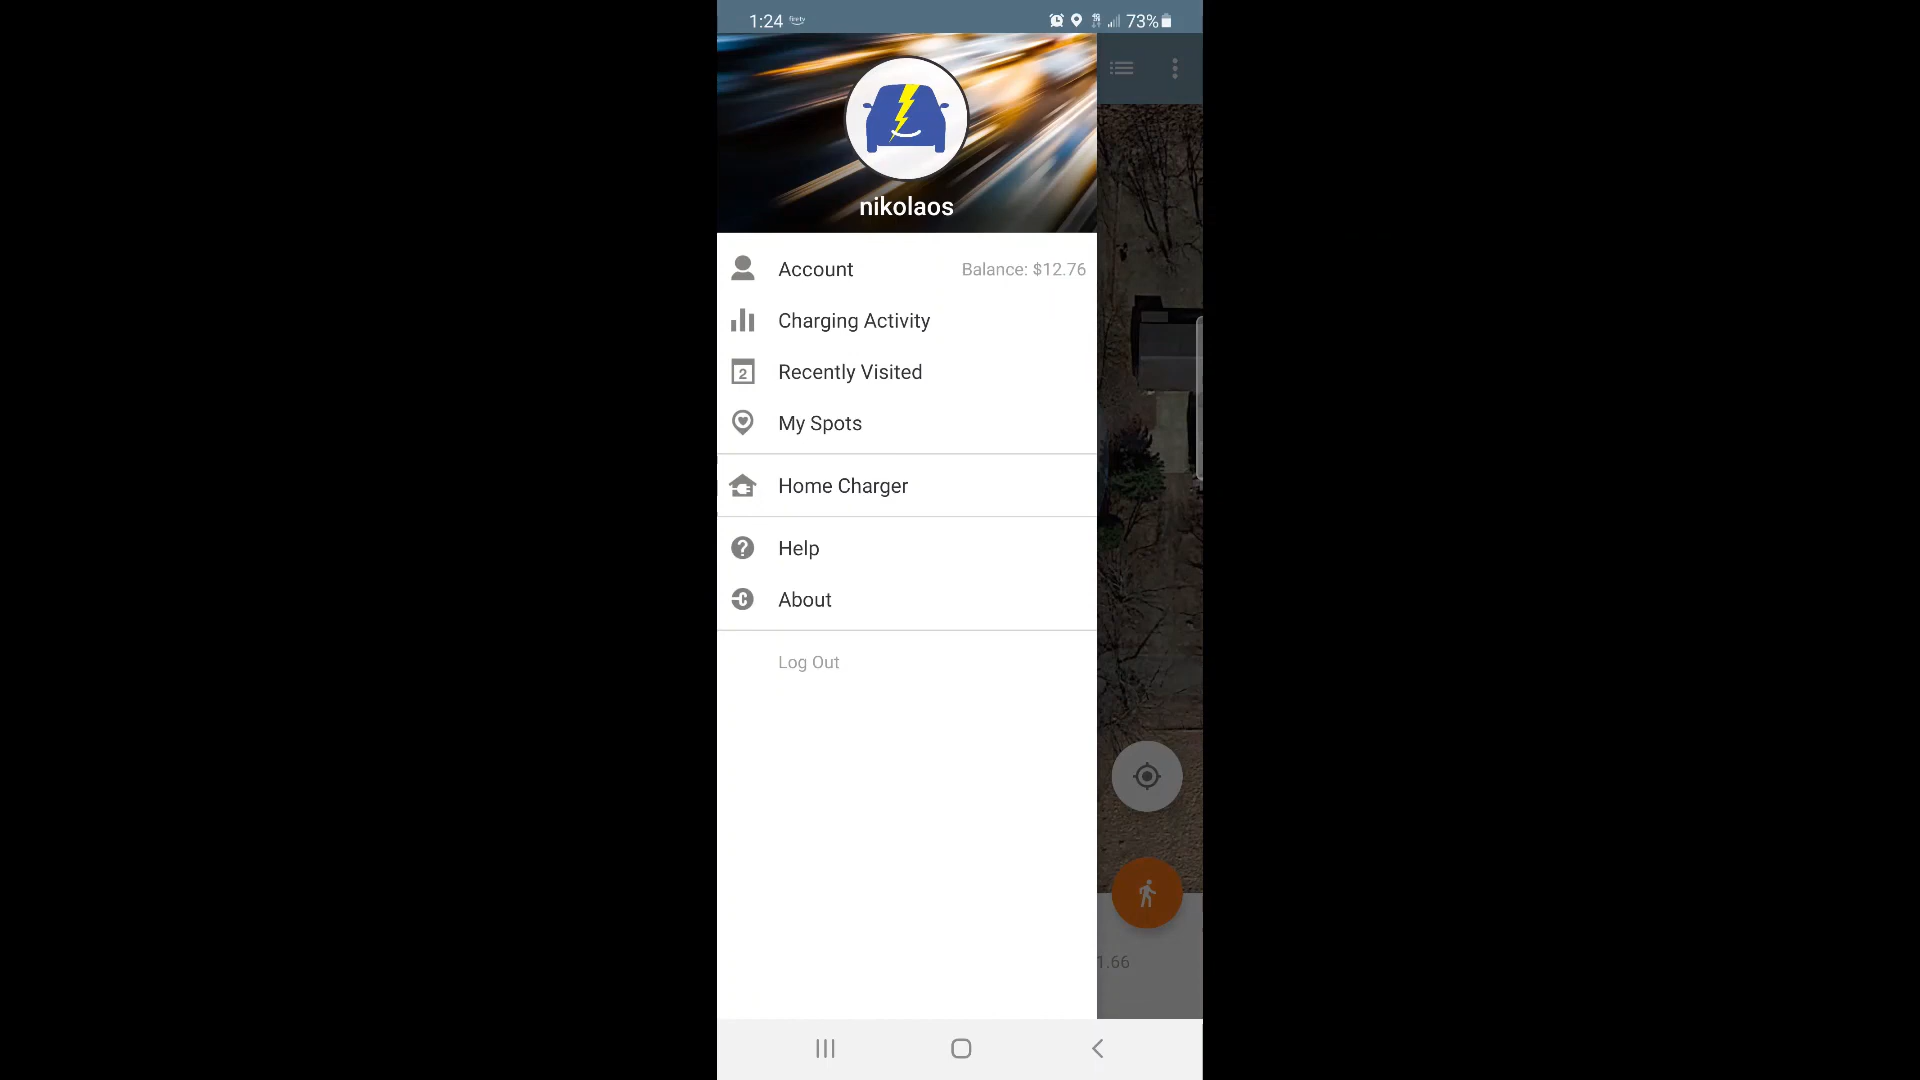 1:24
73%
nikolaos
Account
Balance: $12.76
Charging Activity
2
Recently Visited
My Spots
Home Charger
Help
About
Log Out
1.66